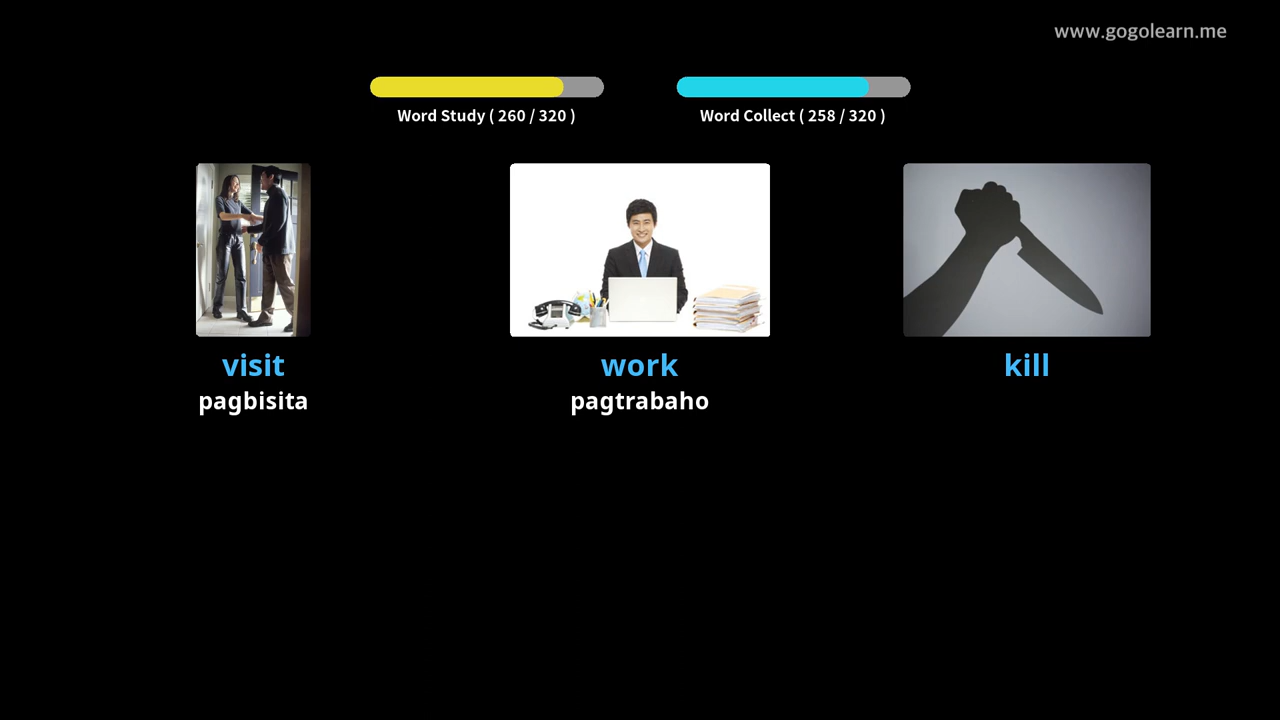 www.gogolearn.me
Word Study ( 260 / 320 )
Word Collect ( 258 / 320 )
visit
pagbisita
work
pagtrabaho
kill